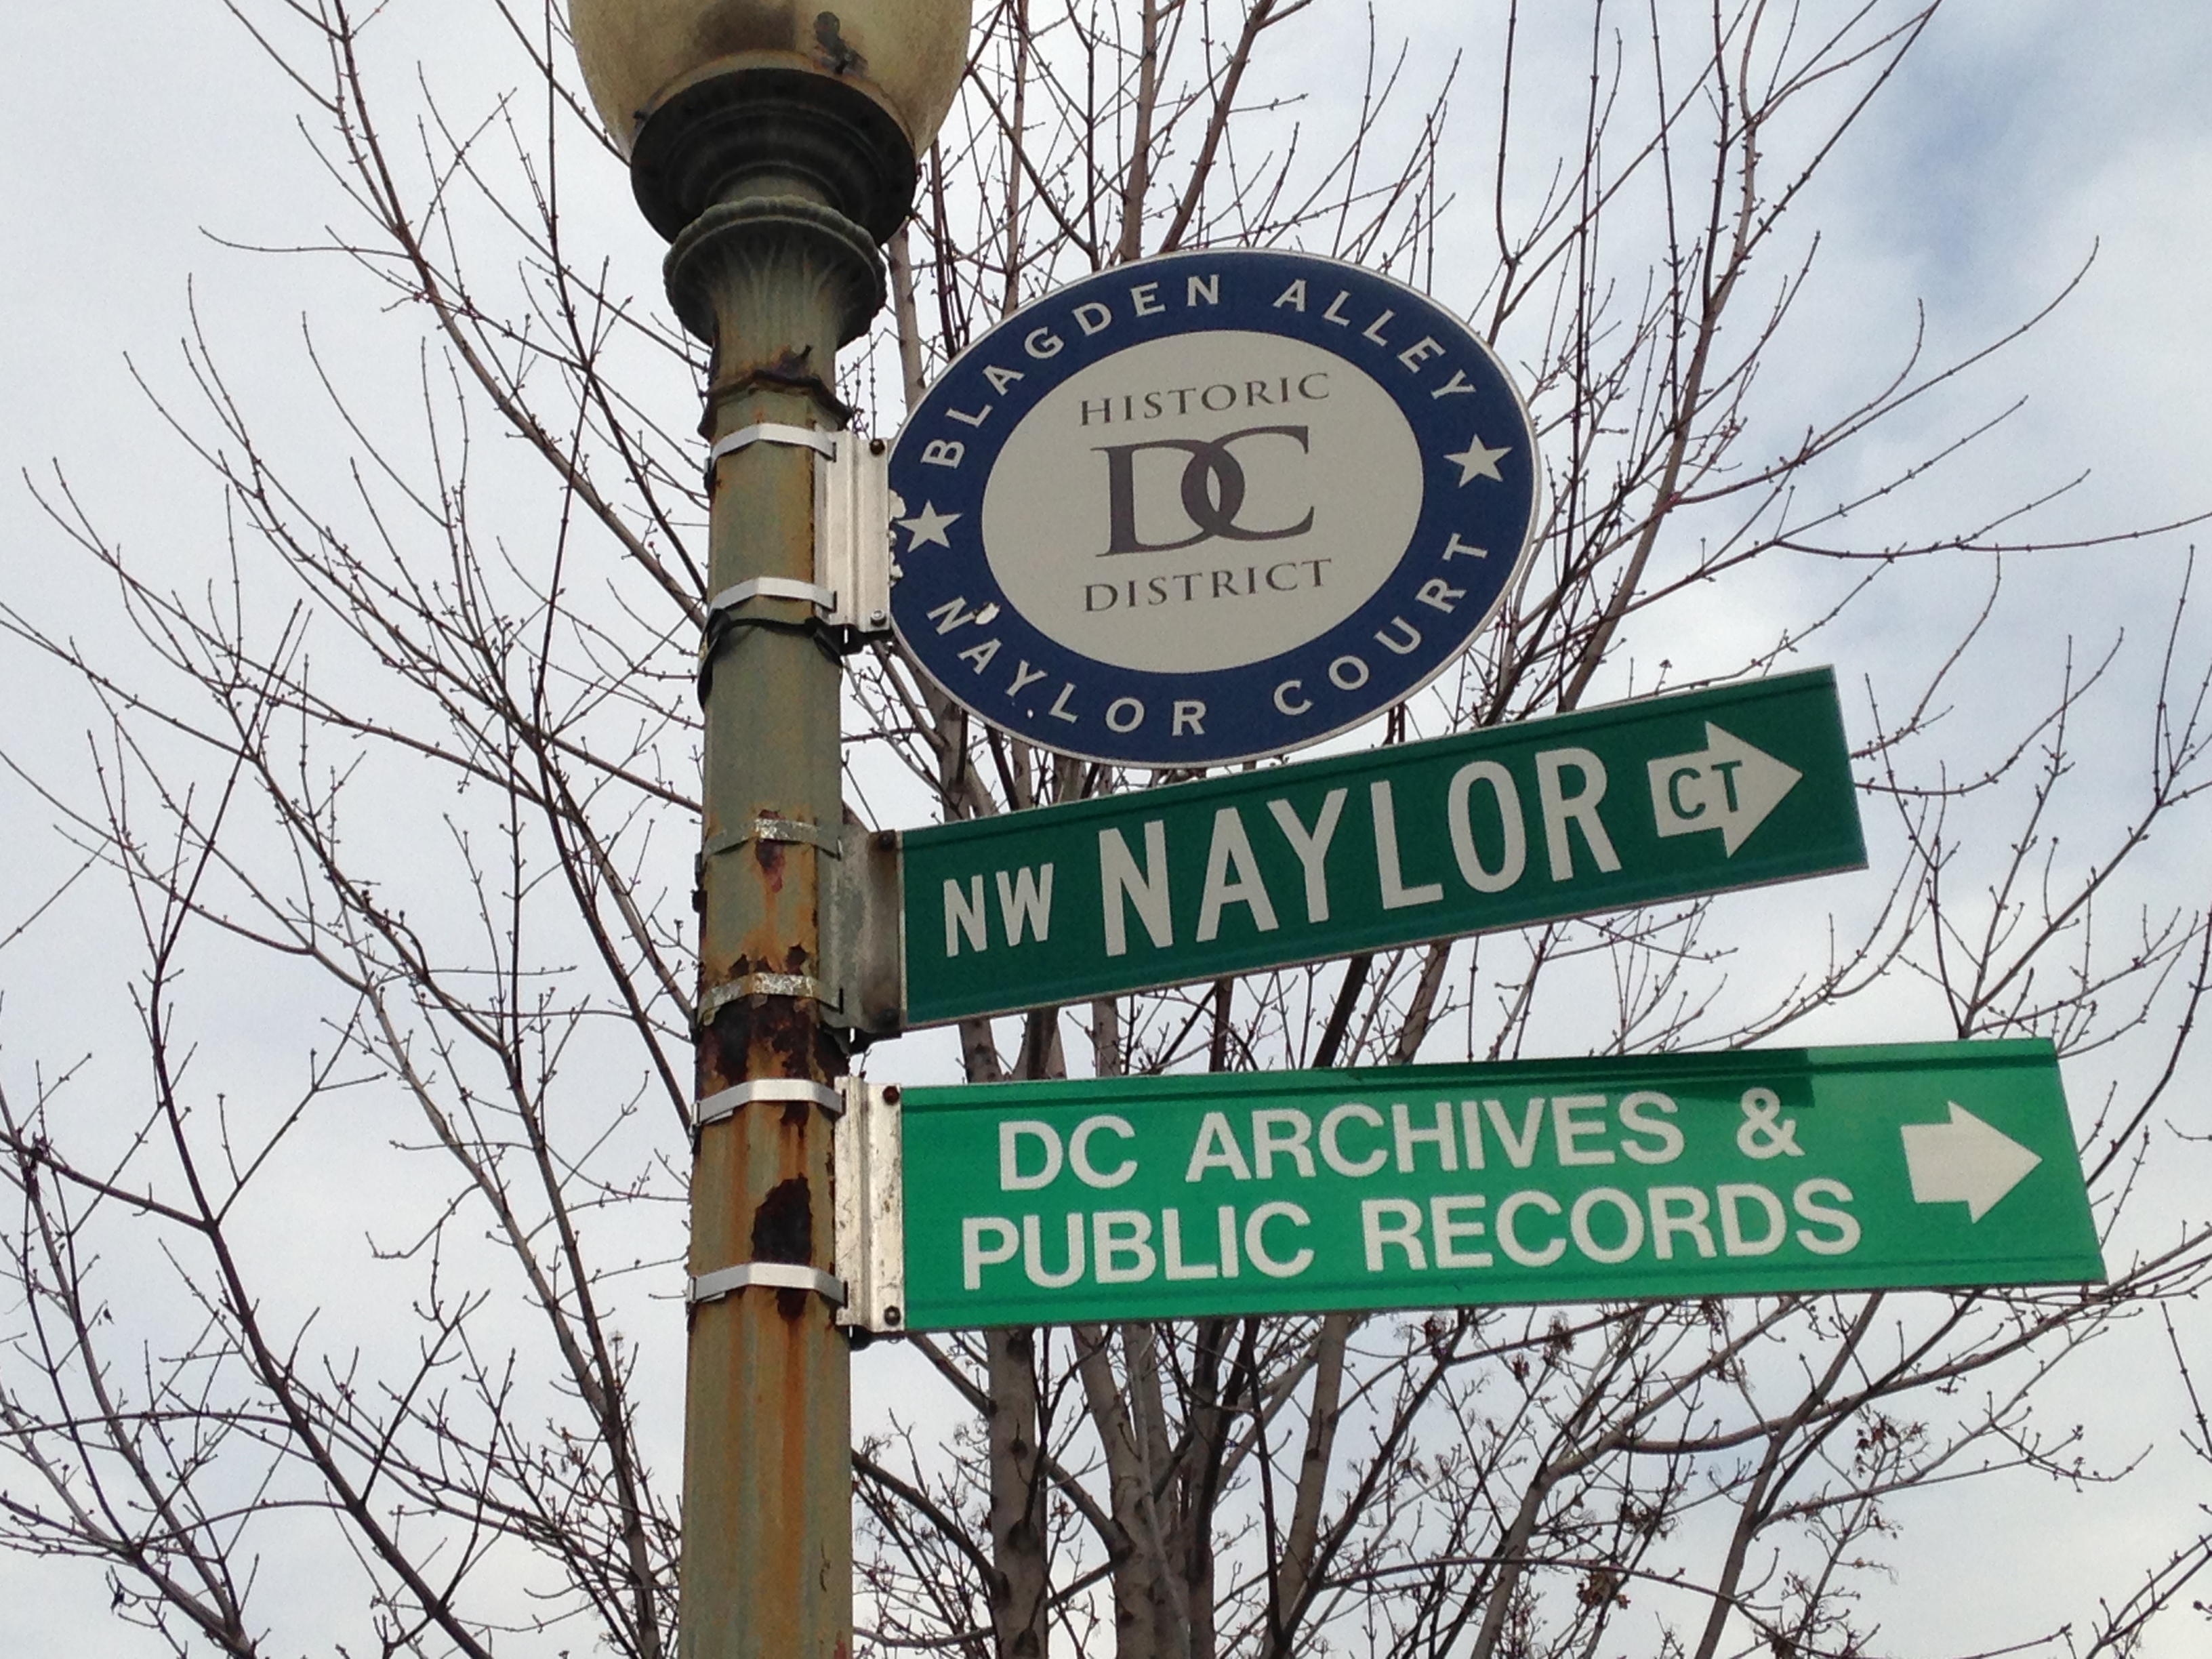 BLAGDEN ALLEY
HISTORIC
DC
DISTRICT
NAYLOR COURT
NW NAYLOR CT
DC ARCHIVES &
PUBLIC RECORDS